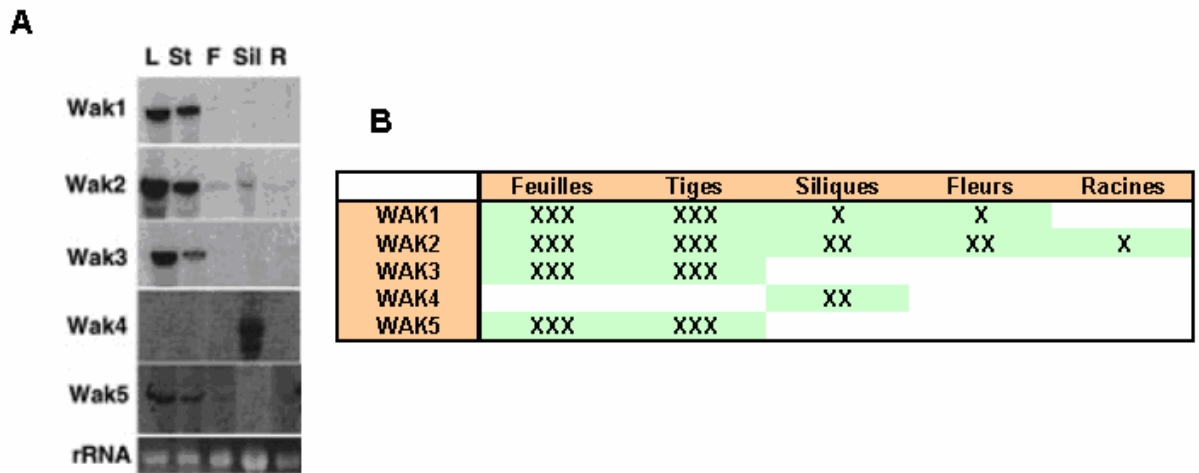 A
L St F Sil R
Wak1
Wak2
Wak3
Wak4
Wak5
rRNA
B
Feuilles Tiges Siliques Fleurs Racines
WAK1 XXX XXX X X
WAK2 XXX XXX XX XX X
WAK3 XXX XXX
WAK4 XX
WAK5 XXX XXX